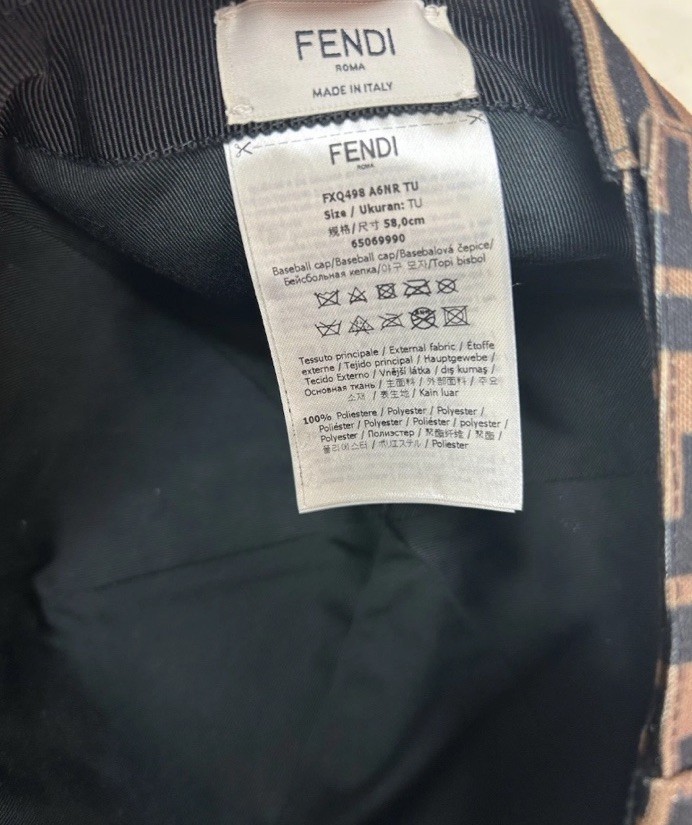 FENDI
ROMA
MADE IN ITALY
FENDI
ROMA
FXQ498 A6NR TU
Size / Ukuran: TU
规格/尺寸 58,0cm
65069990
Baseball cap/Baseball cap/Basebalová čepice/
Бейсбольная кепка/야구 모자/Topi bisbol
Tessuto principale / External fabric / Étoffe
externe / Tejido principal / Hauptgewebe /
Tecido Externo / Vnější látka / dış kumaş /
Основная ткань / 主面料 / 外部面料 / 주요
소재 / 表生地 / Kain luar
100% Poliestere / Polyester / Polyester /
Poliéster / Polyester / Poliéster / polyester /
Polyester / Полиэстер / 聚酯纤维 / 聚酯 /
폴리에스터 / ポリエステル / Poliester